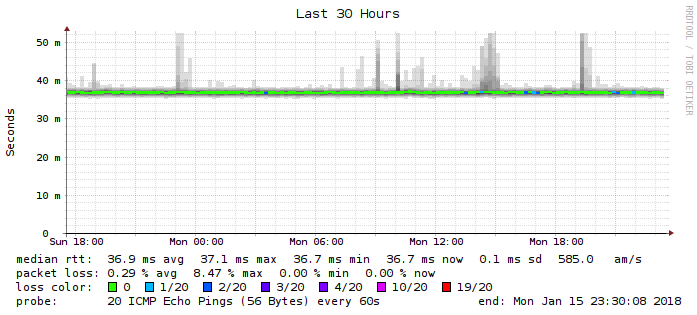 Last 30 Hours
RRDTOOL / TOBI OETIKER
Seconds
50 m
40 m
30 m
20 m
10 m
0
Sun 18:00 Mon 00:00 Mon 06:00 Mon 12:00 Mon 18:00
median rtt: 36.9 ms avg 37.1 ms max 36.7 ms min 36.7 ms now 0.1 ms sd 585.0 am/s
packet loss: 0.29 % avg 8.47 % max 0.00 % min 0.00 % now
loss color: 0 1/20 2/20 3/20 4/20 10/20 19/20
probe: 20 ICMP Echo Pings (56 Bytes) every 60s end: Mon Jan 15 23:30:08 2018